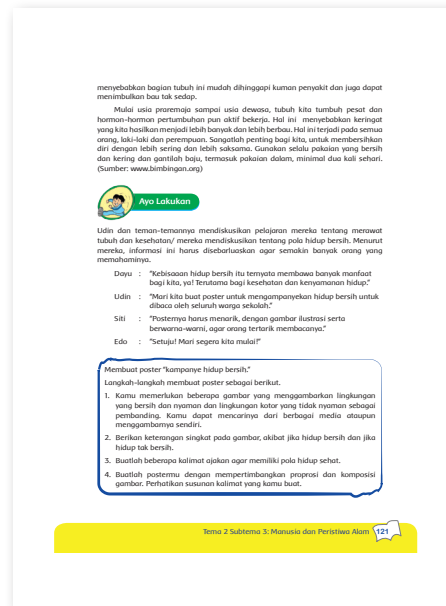 menyebabkan bagian tubuh ini mudah dihinggapi kuman penyakit dan juga dapat
menimbulkan bau tak sedap.
Mulai usia praremaja sampai usia dewasa, tubuh kita tumbuh pesat dan
hormon-hormon pertumbuhan pun aktif bekerja. Hal ini menyebabkan keringat
yang kita hasilkan menjadi lebih banyak dan lebih berbau. Hal ini terjadi pada semua
orang, laki-laki dan perempuan. Sangatlah penting bagi kita, untuk membersihkan
diri dengan lebih sering dan lebih saksama. Gunakan selalu pakaian yang bersih
dan kering dan gantilah baju, termasuk pakaian dalam, minimal dua kali sehari.
(Sumber: www.bimbingan.org)
Ayo Lakukan
Udin dan teman-temannya mendiskusikan pelajaran mereka tentang merawat
tubuh dan kesehatan/ mereka mendiskusikan tentang pola hidup bersih. Menurut
mereka, informasi ini harus disebarluaskan agar semakin banyak orang yang
memahaminya.
Dayu : "Kebisaaan hidup bersih itu ternyata membawa banyak manfaat
bagi kita, ya! Terutama bagi kesehatan dan kenyamanan hidup."
Udin : "Mari kita buat poster untuk mengampanyekan hidup bersih untuk
dibaca oleh seluruh warga sekolah."
Siti : "Posternya harus menarik, dengan gambar ilustrasi serta
berwarna-warni, agar orang tertarik membacanya."
Edo : "Setuju! Mari segera kita mulai!"
Membuat poster "kampanye hidup bersih."
Langkah-langkah membuat poster sebagai berikut.
1. Kamu memerlukan beberapa gambar yang menggambarkan lingkungan
yang bersih dan nyaman dan lingkungan kotor yang tidak nyaman sebagai
pembanding. Kamu dapat mencarinya dari berbagai media ataupun
menggambarnya sendiri.
2. Berikan keterangan singkat pada gambar, akibat jika hidup bersih dan jika
hidup tak bersih.
3. Buatlah beberapa kalimat ajakan agar memiliki pola hidup sehat.
4. Buatlah postermu dengan mempertimbangkan proprosi dan komposisi
gambar. Perhatikan susunan kalimat yang kamu buat.
Tema 2 Subtema 3: Manusia dan Peristiwa Alam 121